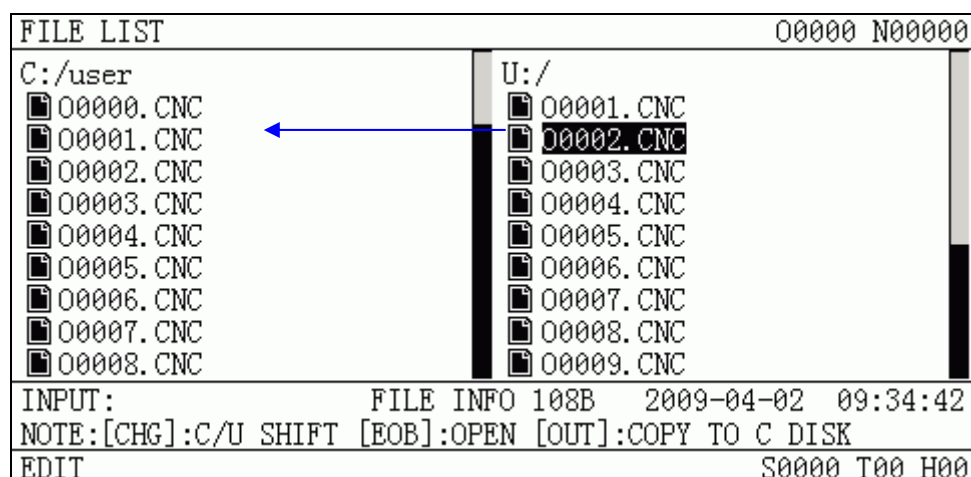 FILE LIST O0000 N00000
C:/user U:/
O0000.CNC O0001.CNC
O0001.CNC O0002.CNC
O0002.CNC O0003.CNC
O0003.CNC O0004.CNC
O0004.CNC O0005.CNC
O0005.CNC O0006.CNC
O0006.CNC O0007.CNC
O0007.CNC O0008.CNC
O0008.CNC O0009.CNC
INPUT: FILE INFO 108B 2009-04-02 09:34:42
NOTE:[CHG]:C/U SHIFT [EOB]:OPEN [OUT]:COPY TO C DISK
EDIT S0000 T00 H00